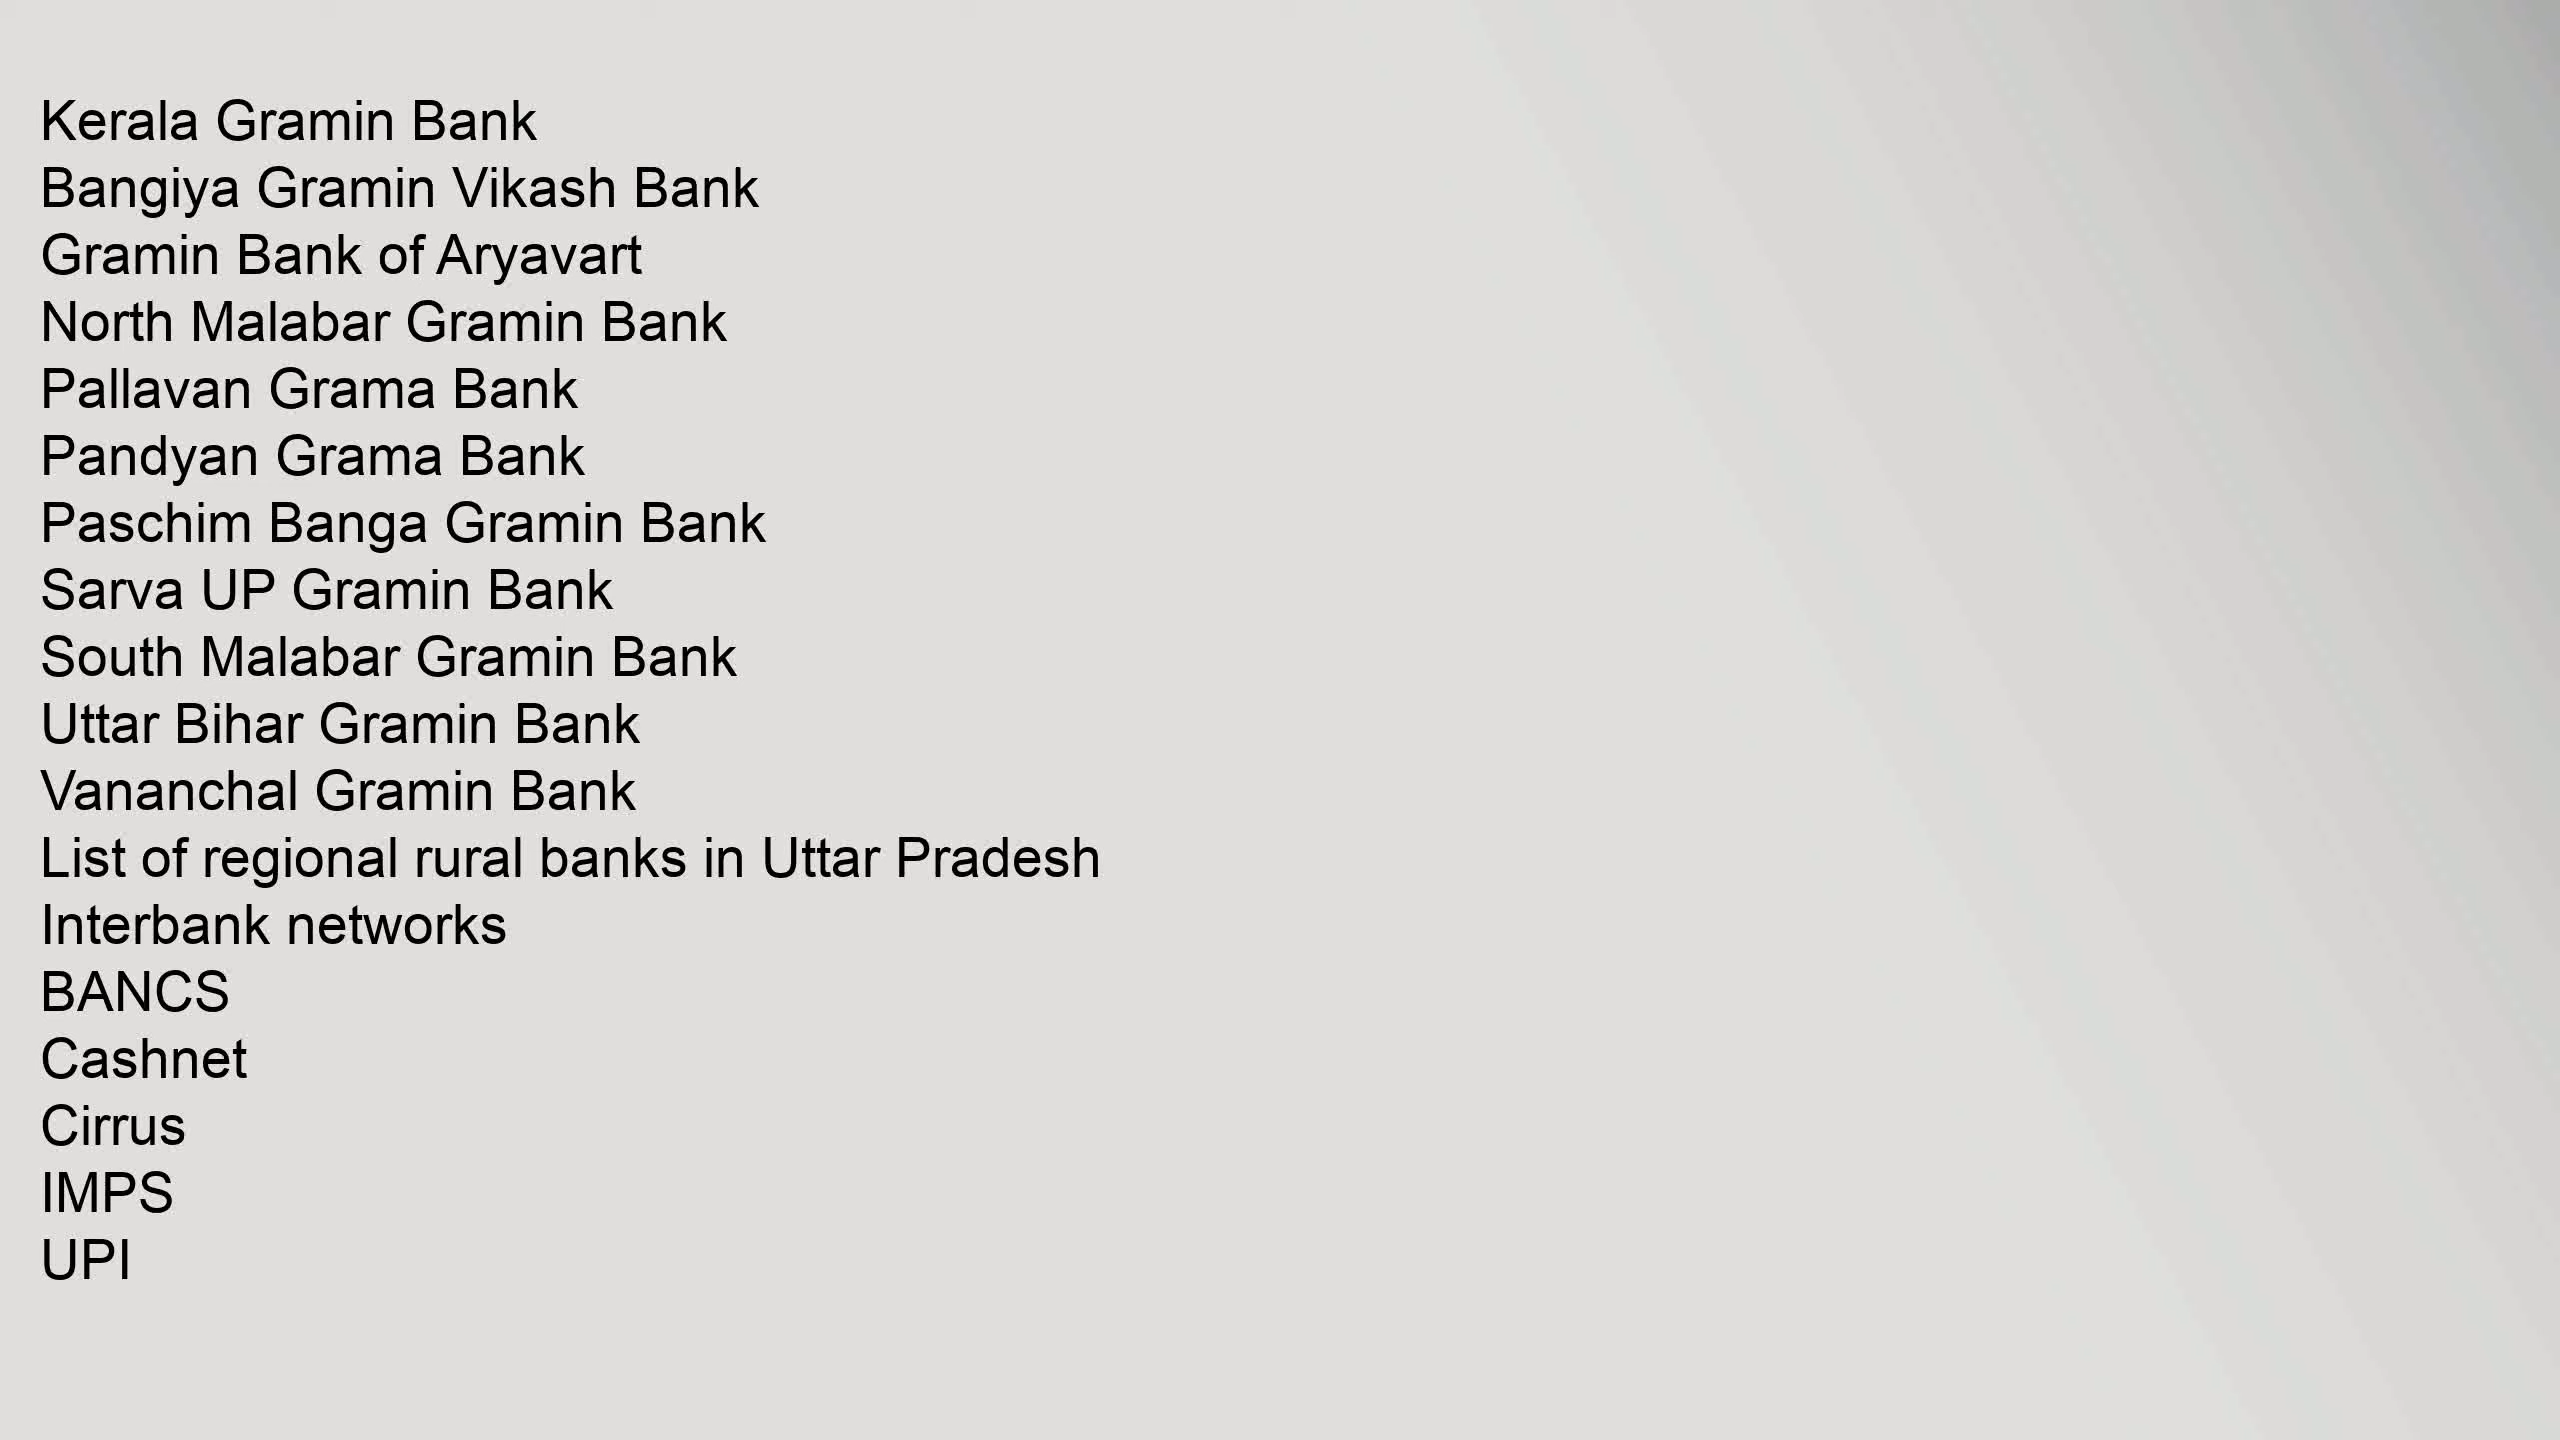 Kerala Gramin Bank
Bangiya Gramin Vikash Bank
Gramin Bank of Aryavart
North Malabar Gramin Bank
Pallavan Grama Bank
Pandyan Grama Bank
Paschim Banga Gramin Bank
Sarva UP Gramin Bank
South Malabar Gramin Bank
Uttar Bihar Gramin Bank
Vananchal Gramin Bank
List of regional rural banks in Uttar Pradesh
Interbank networks
BANCS
Cashnet
Cirrus
IMPS
UPI